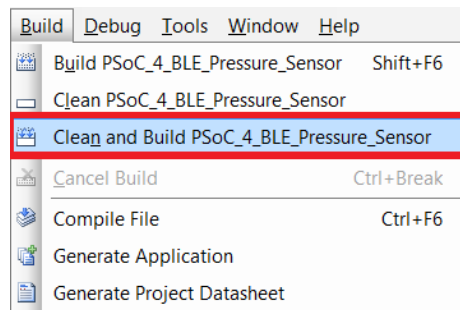 Build Debug Tools Window Help
Build PSoC_4_BLE_Pressure_Sensor Shift+F6
Clean PSoC_4_BLE_Pressure_Sensor
Clean and Build PSoC_4_BLE_Pressure_Sensor
Cancel Build Ctrl+Break
Compile File Ctrl+F6
Generate Application
Generate Project Datasheet